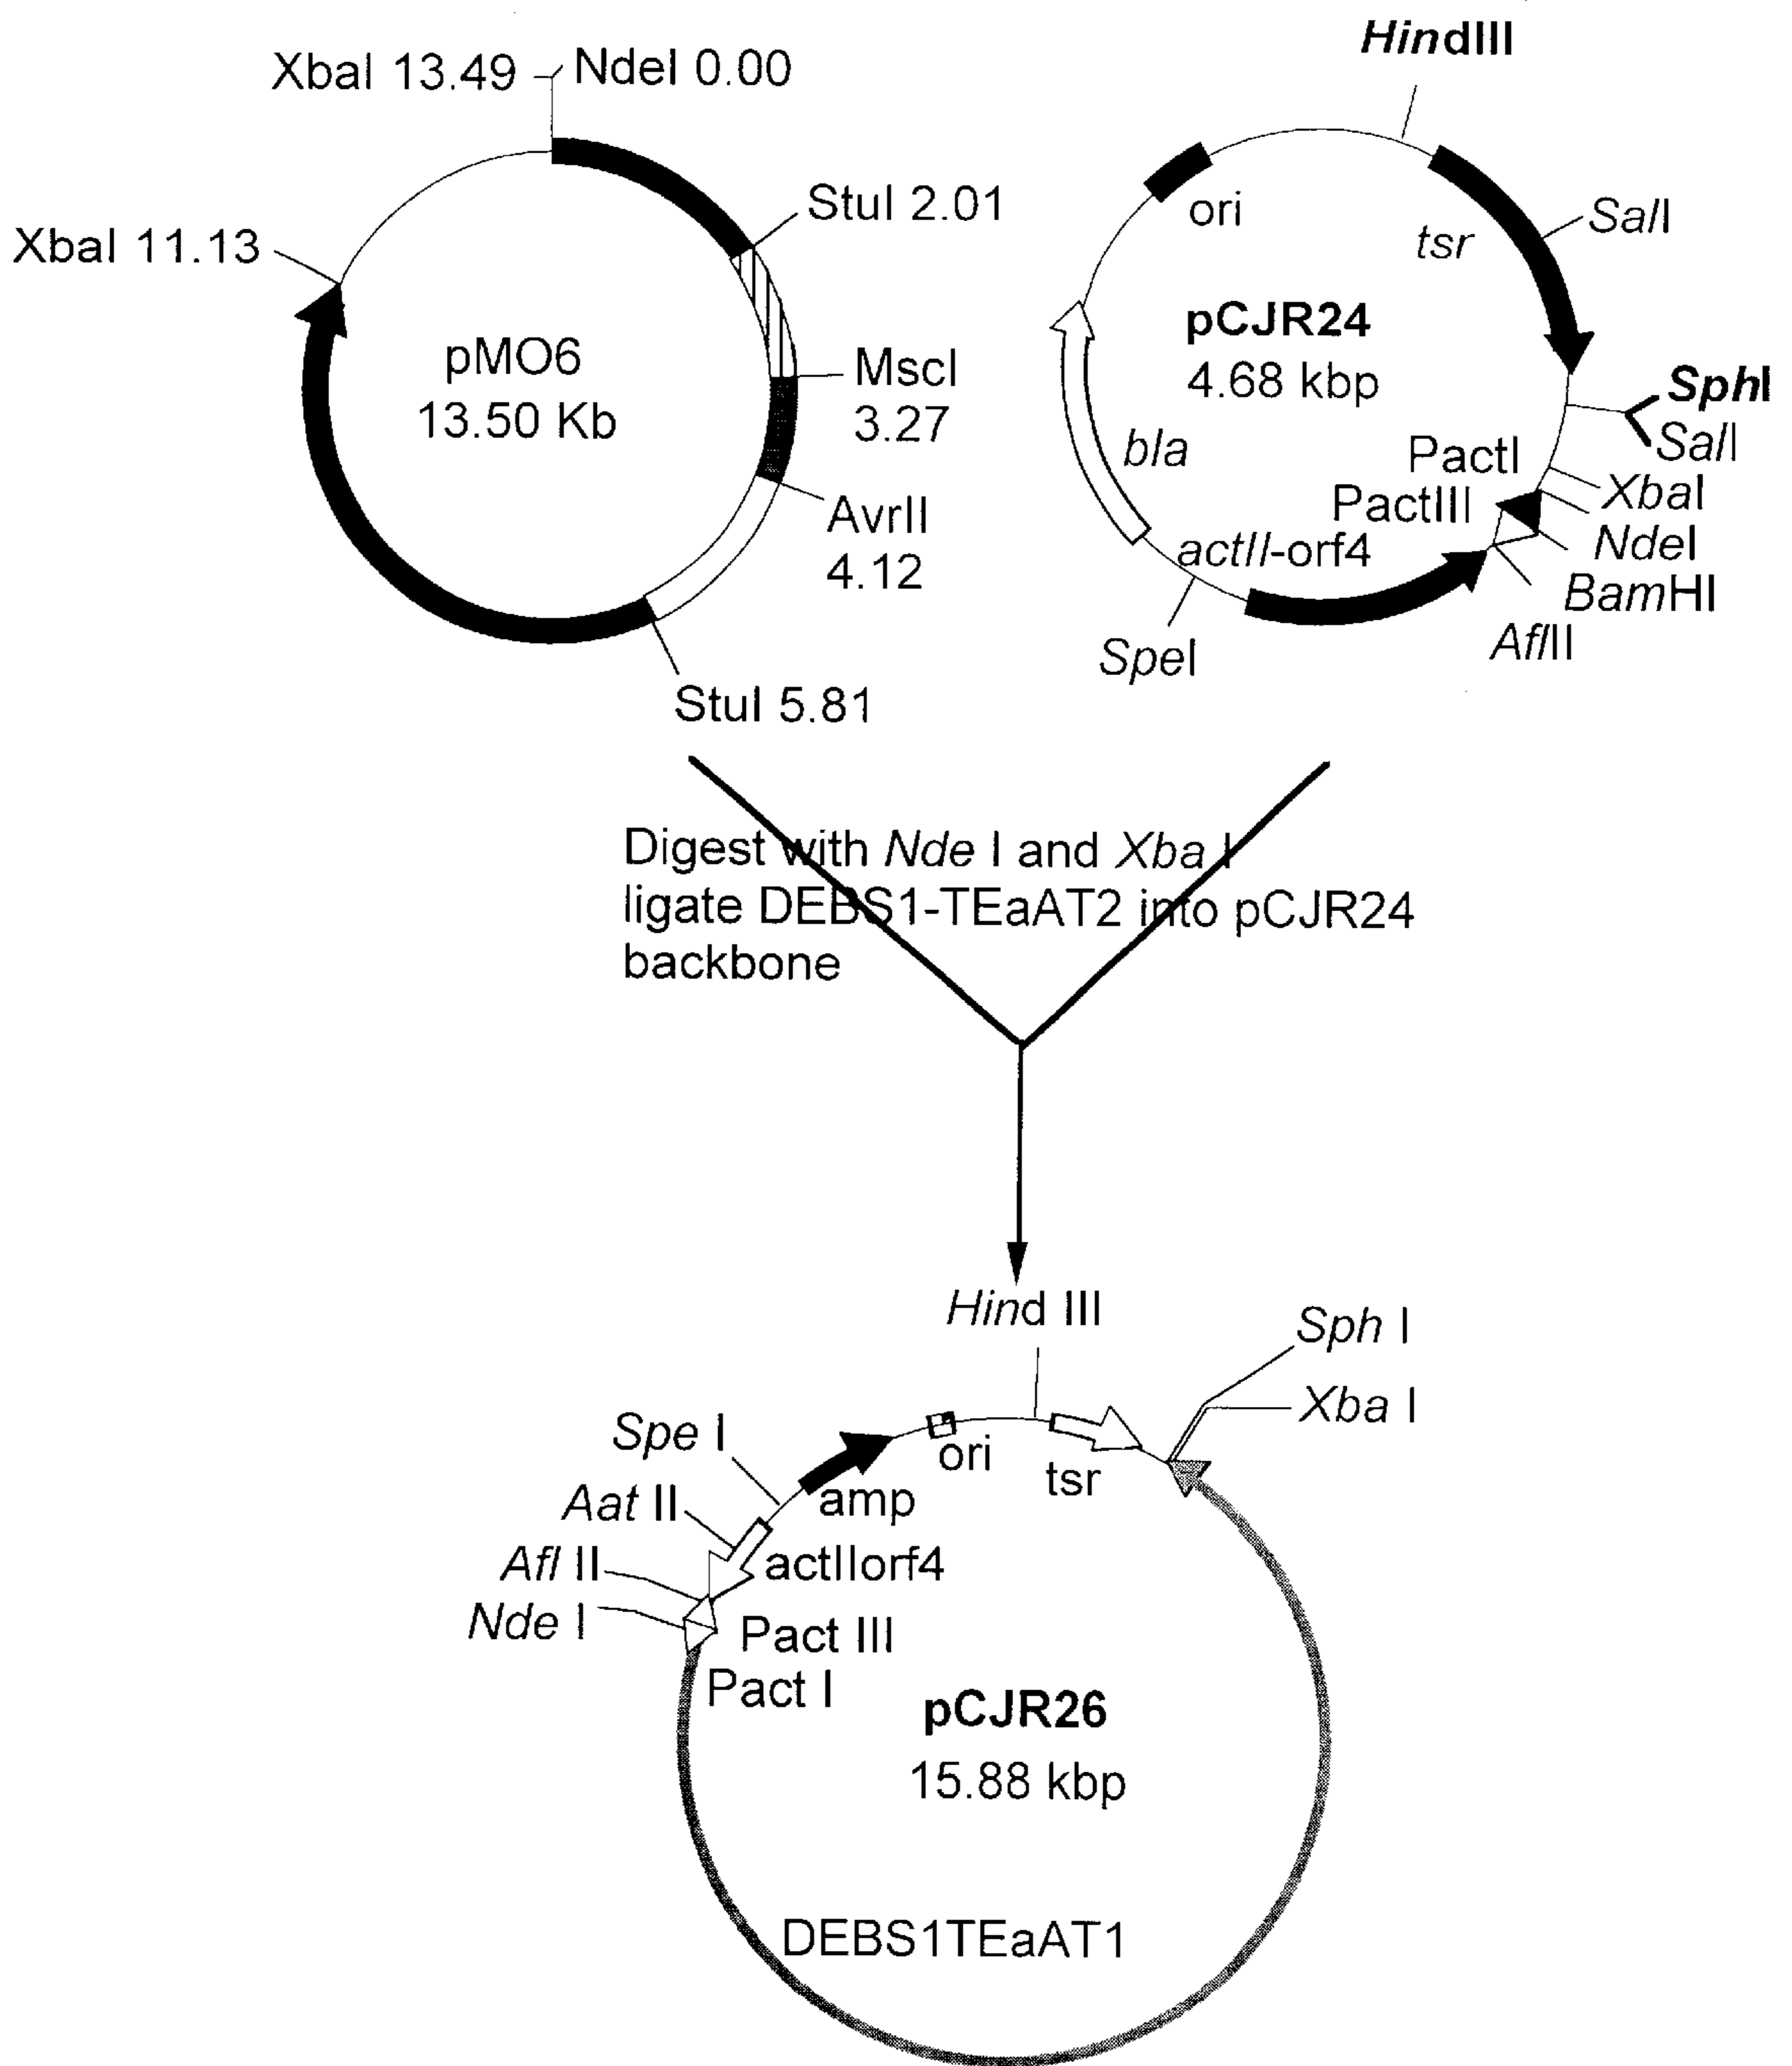 XbaI 13.49
NdeI 0.00
StuI 2.01
XbaI 11.13
pMO6
13.50 Kb
MscI
3.27
AvrII
4.12
StuI 5.81
HindIII
ori
tsr
SalI
pCJR24
4.68 kbp
SphI
SalI
bla
PactI
PactIII
XbaI
actII-orf4
NdeI
BamHI
SpeI
AflII
Digest with Nde I and Xba I
ligate DEBS1-TEaAT2 into pCJR24
backbone
Hind III
Sph I
Xba I
Spe I
ori
tsr
Aat II
amp
Afl II
actIIorf4
Nde I
Pact III
Pact I
pCJR26
15.88 kbp
DEBS1TEaAT1